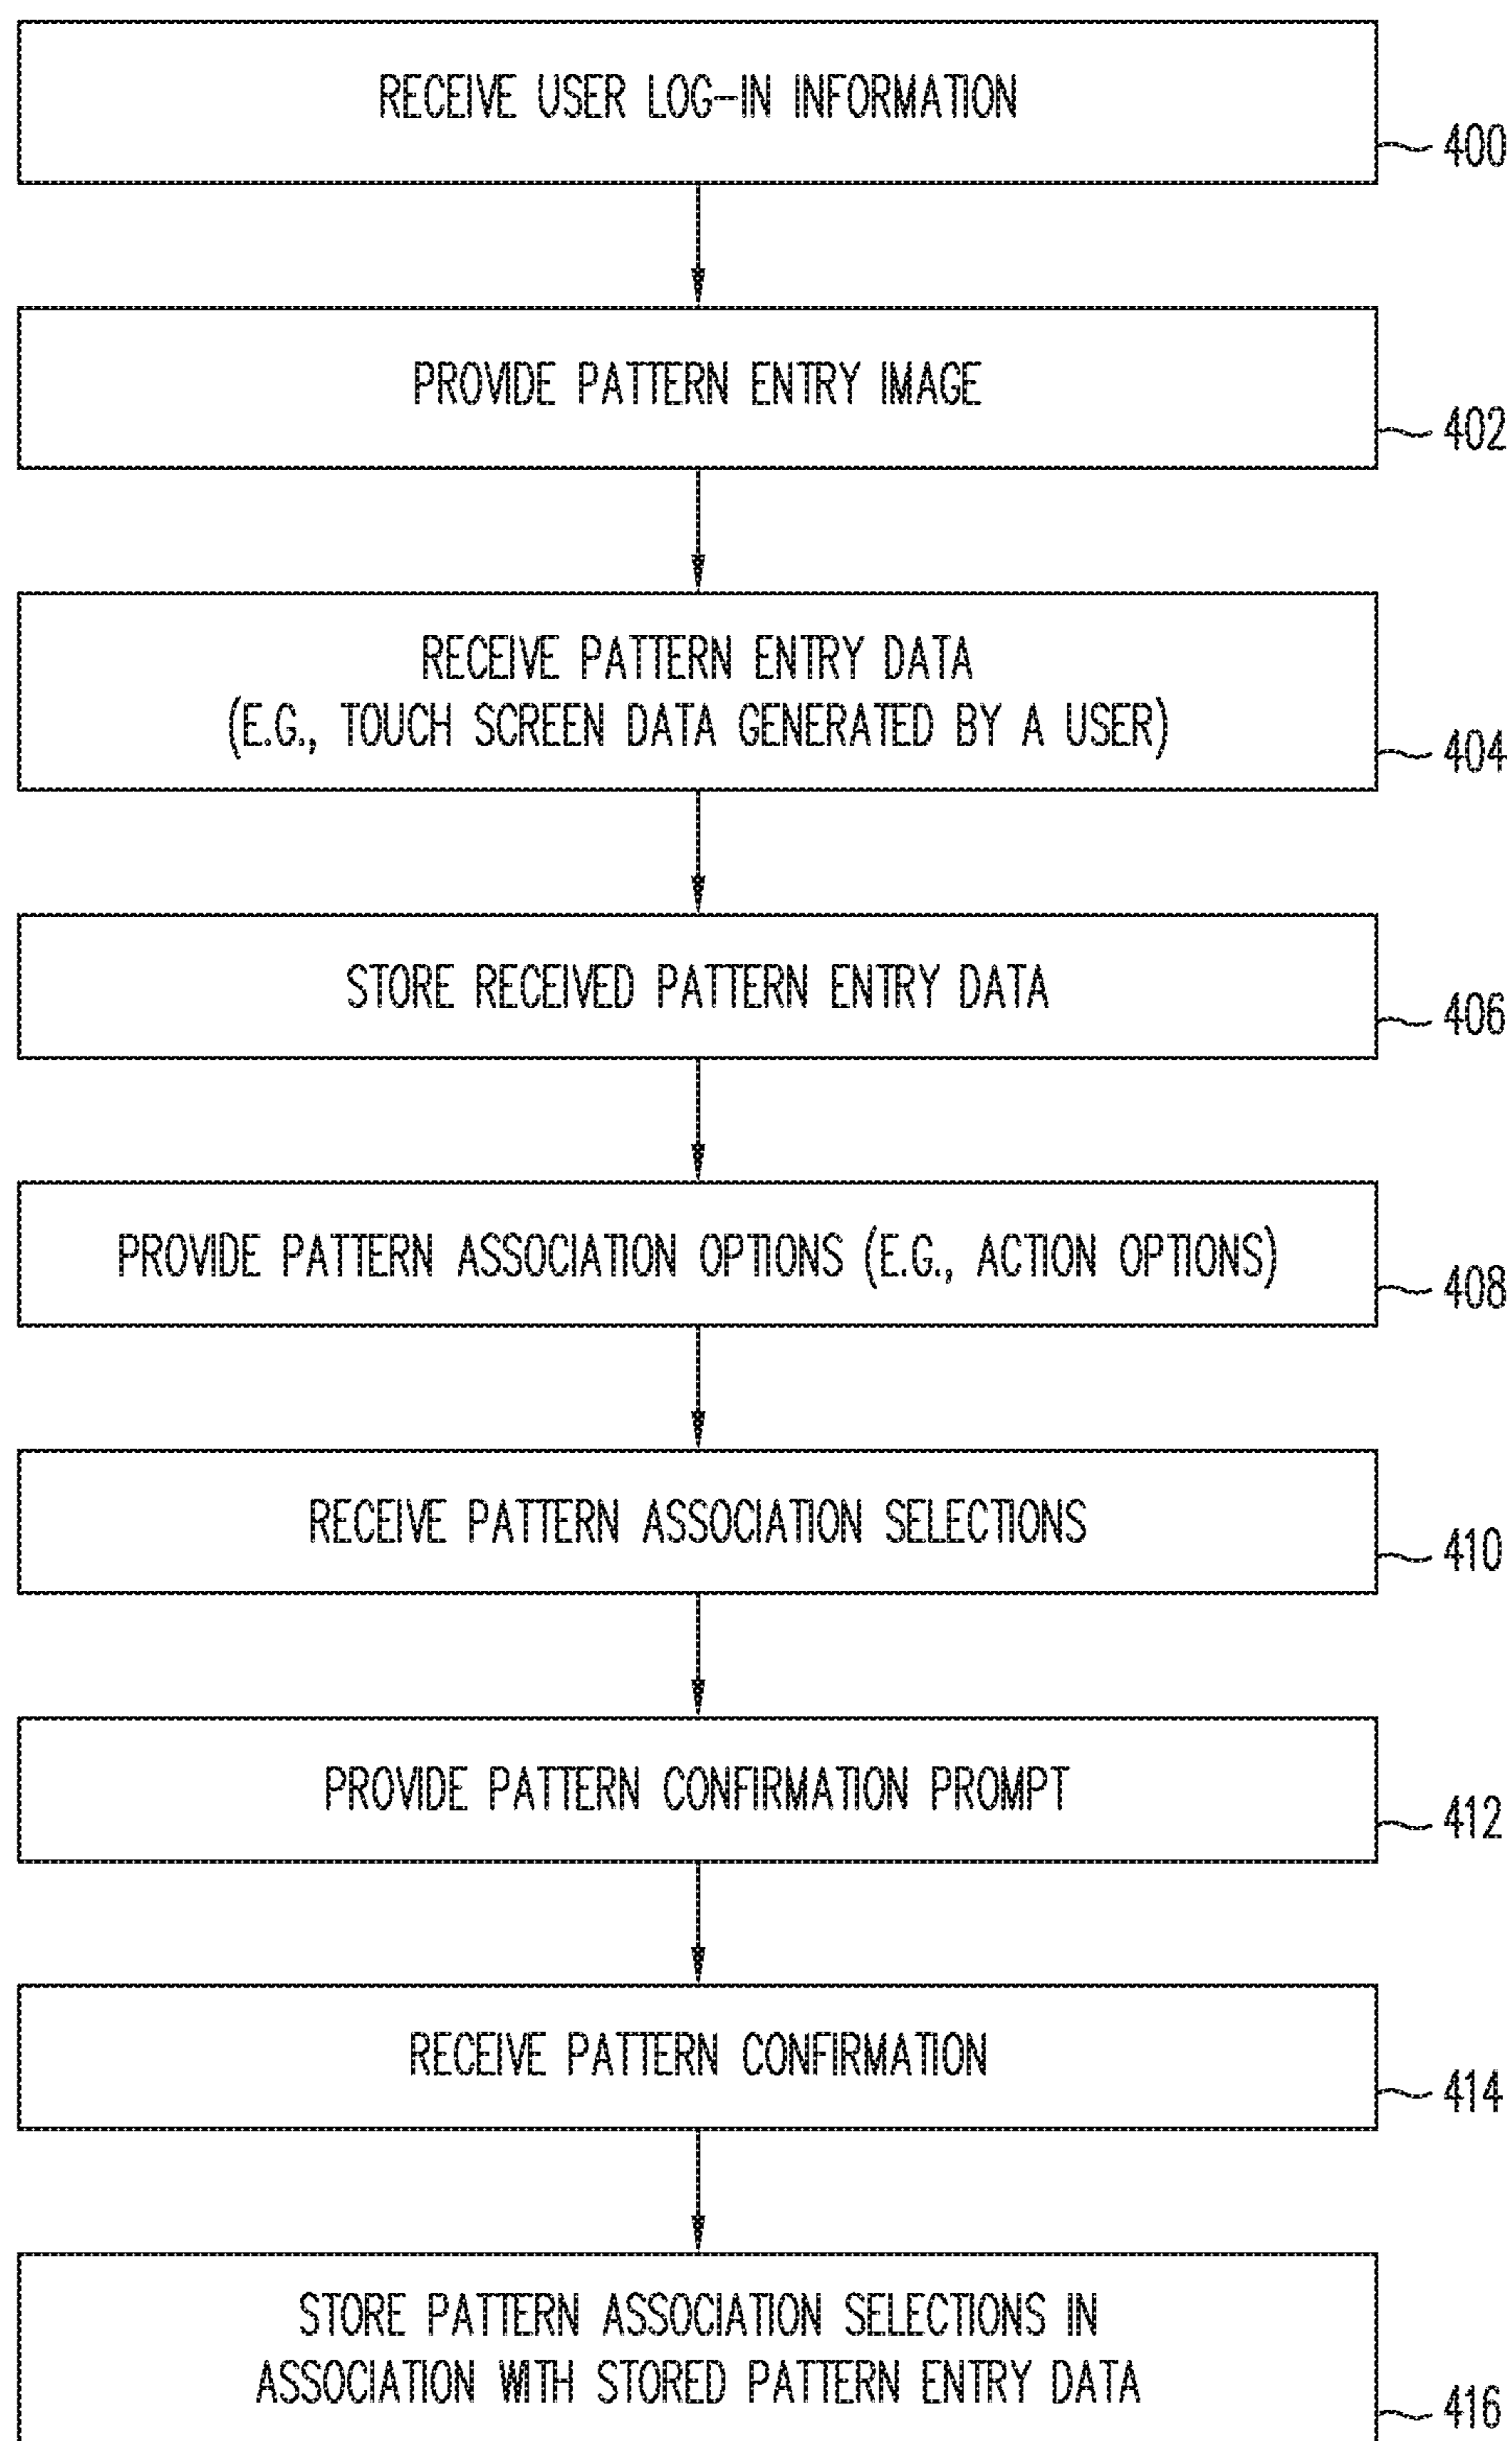 RECEIVE USER LOG-IN INFORMATION
400
PROVIDE PATTERN ENTRY IMAGE
402
RECEIVE PATTERN ENTRY DATA
(E.G., TOUCH SCREEN DATA GENERATED BY A USER)
404
STORE RECEIVED PATTERN ENTRY DATA
406
PROVIDE PATTERN ASSOCIATION OPTIONS (E.G., ACTION OPTIONS)
408
RECEIVE PATTERN ASSOCIATION SELECTIONS
410
PROVIDE PATTERN CONFIRMATION PROMPT
412
RECEIVE PATTERN CONFIRMATION
414
STORE PATTERN ASSOCIATION SELECTIONS IN
ASSOCIATION WITH STORED PATTERN ENTRY DATA
416